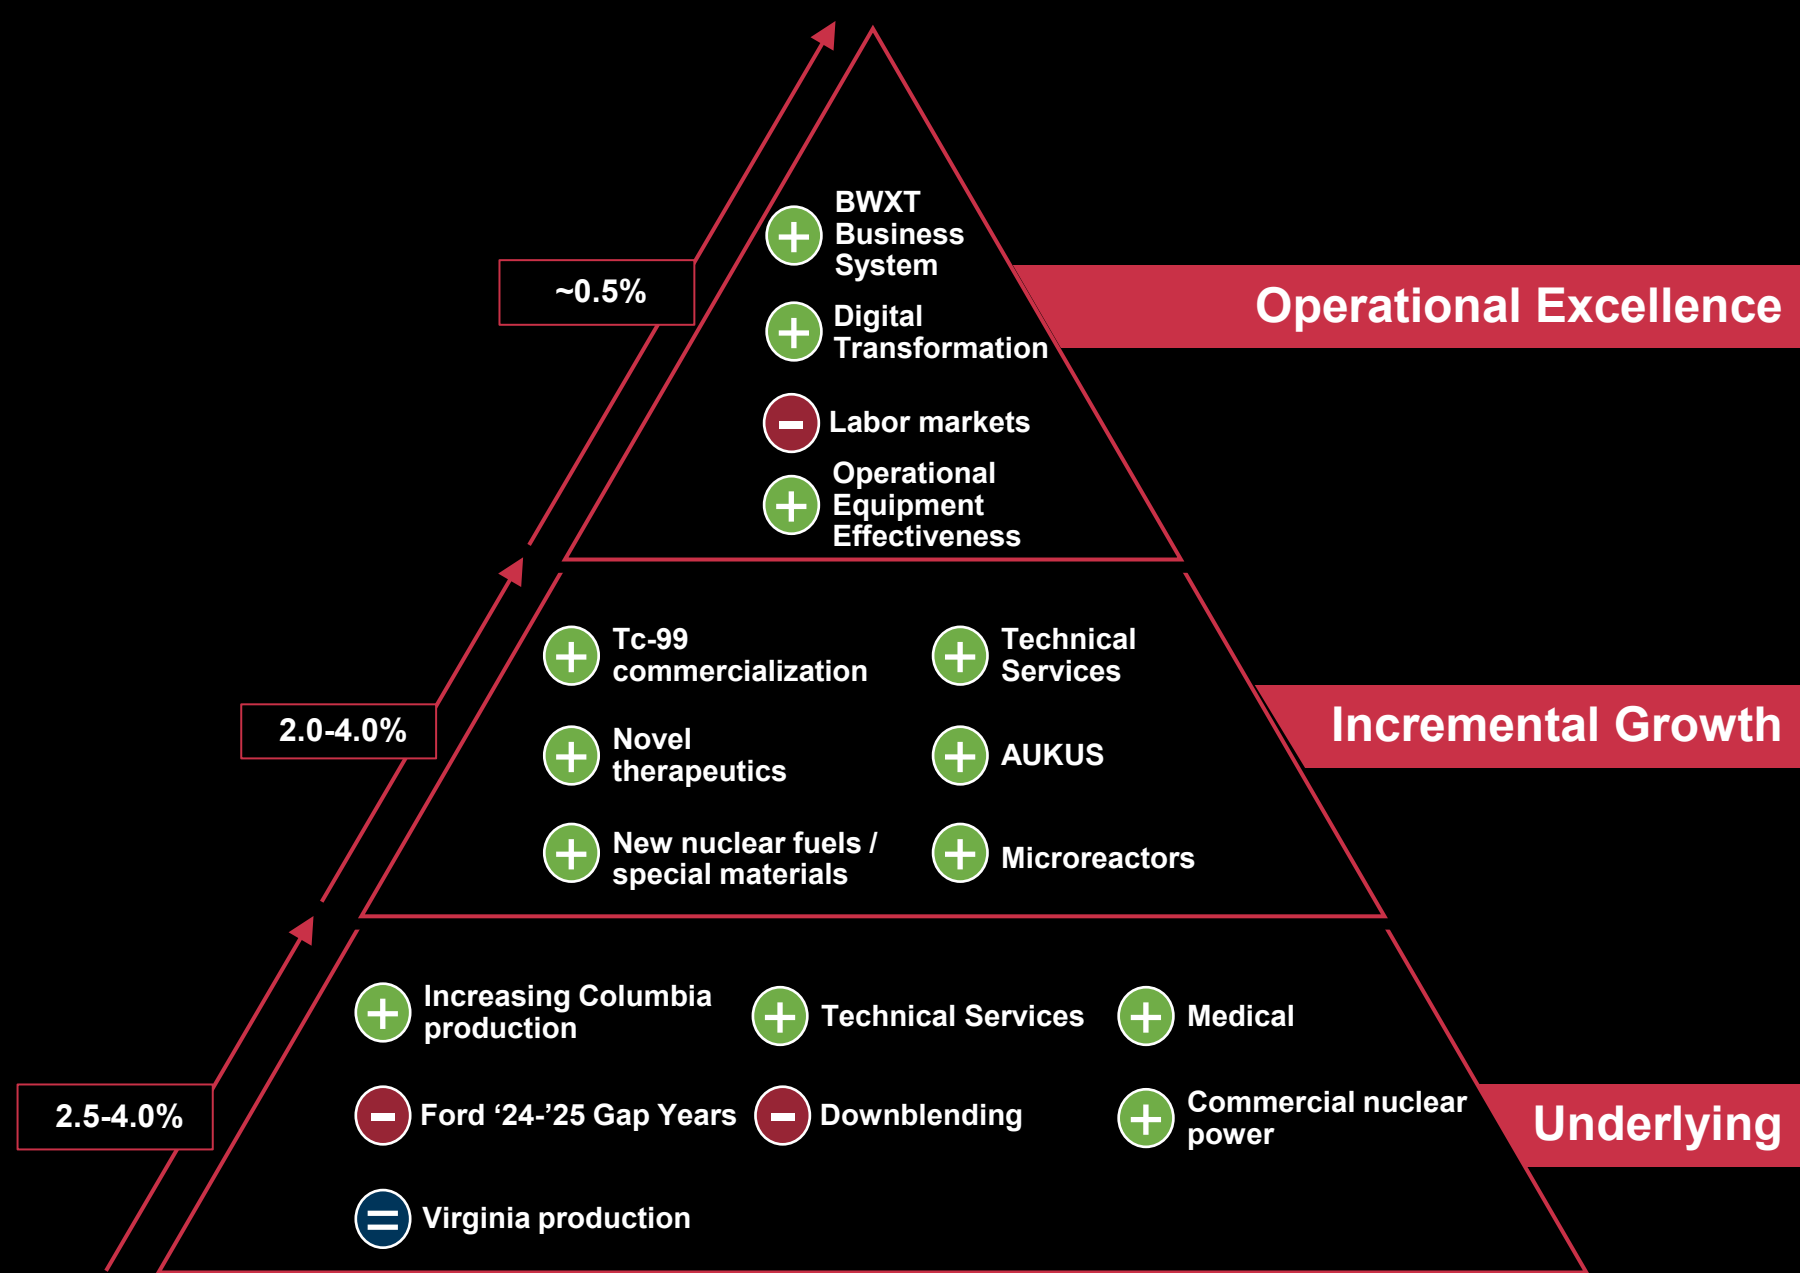 BWXT
Business
System
~0.5%
Operational Excellence
Digital
Transformation
Labor markets
Operational
Equipment
Effectiveness
Tc-99
commercialization
Technical
Services
2.0-4.0%
Incremental Growth
Novel
therapeutics
AUKUS
New nuclear fuels /
special materials
Microreactors
Increasing Columbia
production
Technical Services
Medical
2.5-4.0%
Underlying
Ford ‘24-’25 Gap Years
Downblending
Commercial nuclear
power
Virginia production